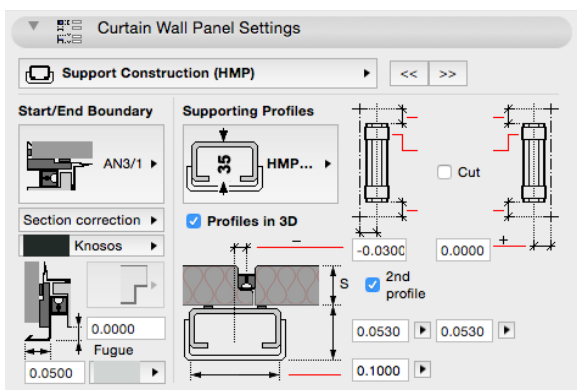 Curtain Wall Panel Settings
Support Construction (HMP)
<< >>
Start/End Boundary
Supporting Profiles
AN3/1
35
HMP...
Cut
Section correction
Profiles in 3D
Knosos
-0.0300
0.0000
S
2nd
profile
0.0000
Fugue
0.0530
0.0530
0.0500
0.1000